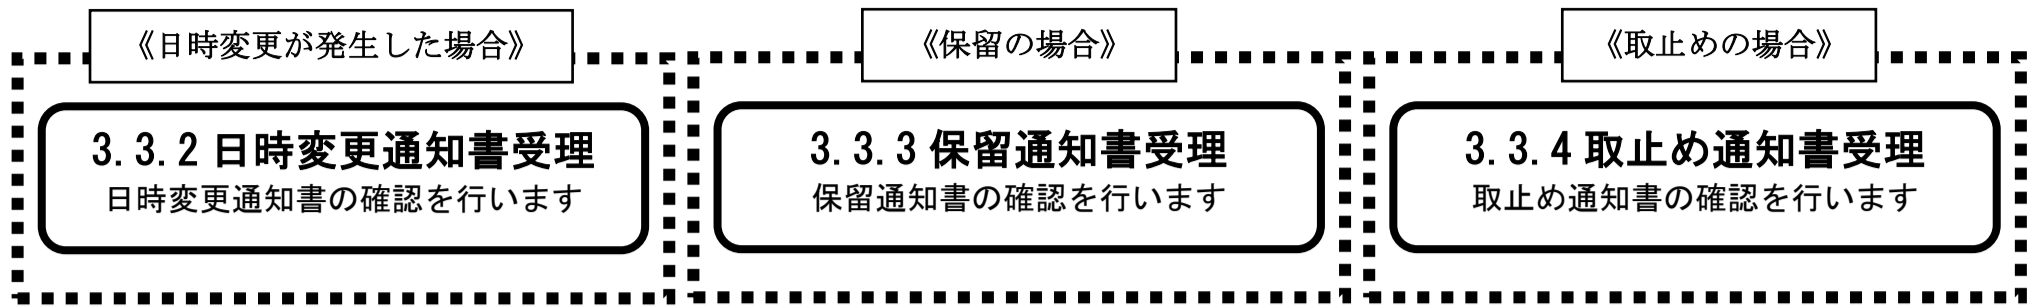 《日時変更が発生した場合》
3.3.2日時変更通知書受理
日時変更通知書の確認を行います
《保留の場合》
3.3.3保留通知書受理
保留通知書の確認を行います
《取止めの場合》
3.3.4取止め通知書受理
取止め通知書の確認を行います